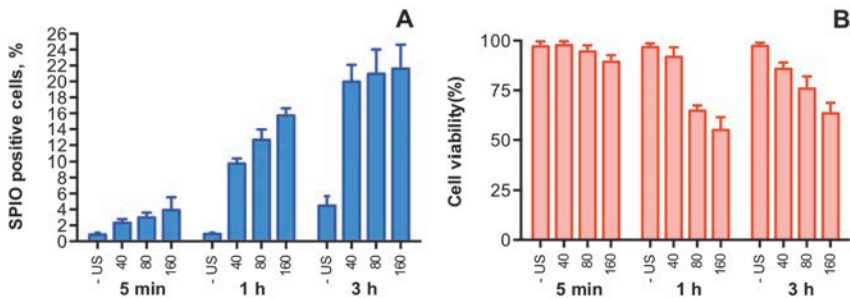 A
SPIO positive cells, %
26
24
22
20
18
16
14
12
10
8
6
4
2
0
- US
40
80
160
- US
40
80
160
- US
40
80
160
5 min
1 h
3 h
B
Cell viability(%)
100
75
50
25
0
- US
40
80
160
- US
40
80
160
- US
40
80
160
5 min
1 h
3 h